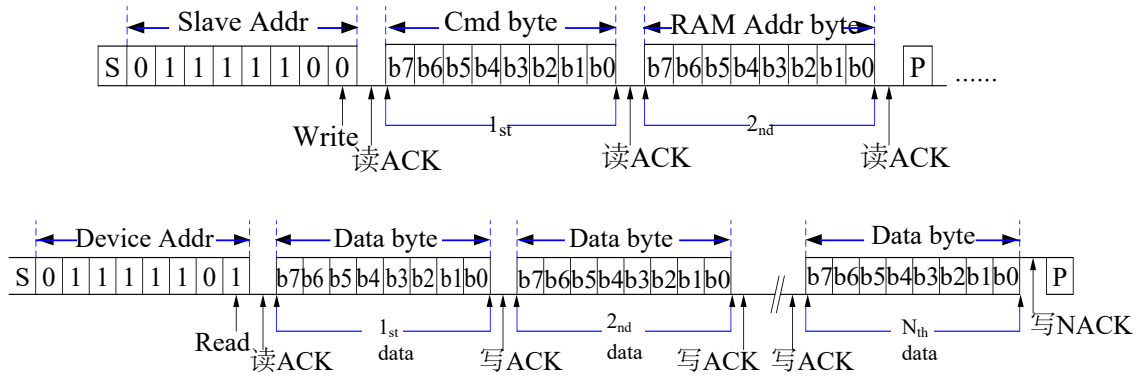 Slave Addr Cmd byte RAM Addr byte
S 0 1 1 1 1 1 0 0 b7 b6 b5 b4 b3 b2 b1 b0 b7 b6 b5 b4 b3 b2 b1 b0 P ......
Write 1st 2nd
读ACK 读ACK 读ACK
Device Addr Data byte Data byte Data byte
S 0 1 1 1 1 1 0 1 b7 b6 b5 b4 b3 b2 b1 b0 b7 b6 b5 b4 b3 b2 b1 b0 // b7 b6 b5 b4 b3 b2 b1 b0 P
Read 读ACK 1st data 写ACK 2nd data 写ACK 写ACK Nth data 写NACK